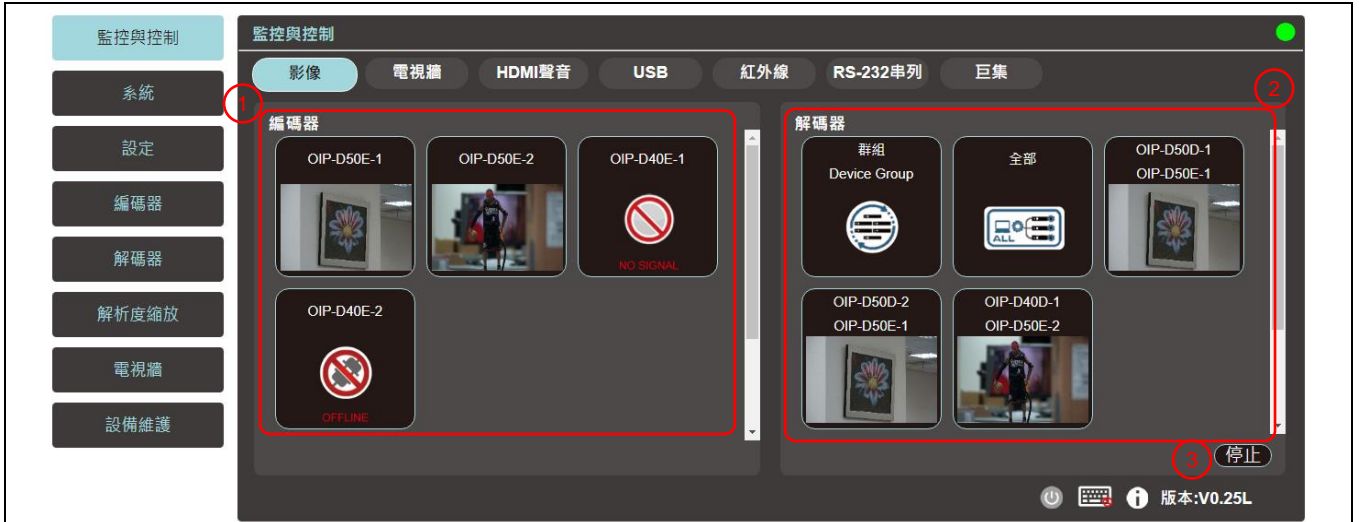 監控與控制
系統
設定
編碼器
解碼器
解析度縮放
電視牆
設備維護
監控與控制
影像 電視牆 HDMI聲音 USB 紅外線 RS-232串列 巨集
1
編碼器
OIP-D50E-1
OIP-D50E-2
OIP-D40E-1
NO SIGNAL
OIP-D40E-2
OFFLINE
2
解碼器
群組
Device Group
全部
ALL
OIP-D50D-1
OIP-D50E-1
OIP-D50D-2
OIP-D50E-1
OIP-D40D-1
OIP-D50E-2
3
停止
版本:V0.25L